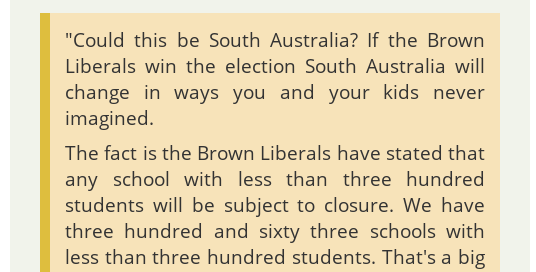 "Could this be South Australia? If the Brown
Liberals win the election South Australia will
change in ways you and your kids never
imagined.
The fact is the Brown Liberals have stated that
any school with less than three hundred
students will be subject to closure. We have
three hundred and sixty three schools with
less than three hundred students. That's a big